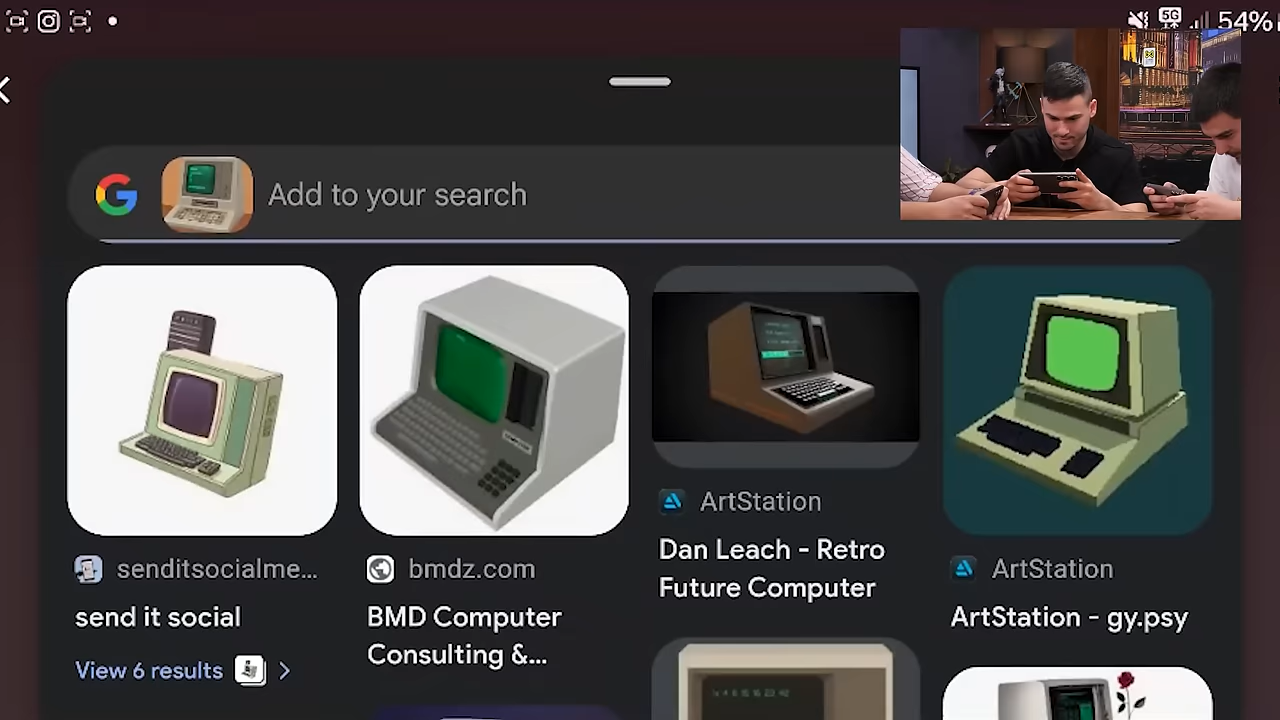 5G
54%
Add to your search
senditsocialme...
send it social
View 6 results
bmdz.com
BMD Computer
Consulting &...
ArtStation
Dan Leach - Retro
Future Computer
ArtStation
ArtStation - gy.psy